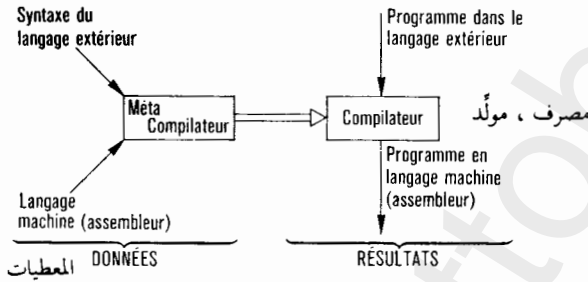 Syntaxe du
langage extérieur
Programme dans le
langage extérieur
Méta
Compilateur
Compilateur
مصرف ، مولِّد
Programme en
langage machine
(assembleur)
Langage
machine (assembleur)
DONNÉES
RÉSULTATS
المعطيات